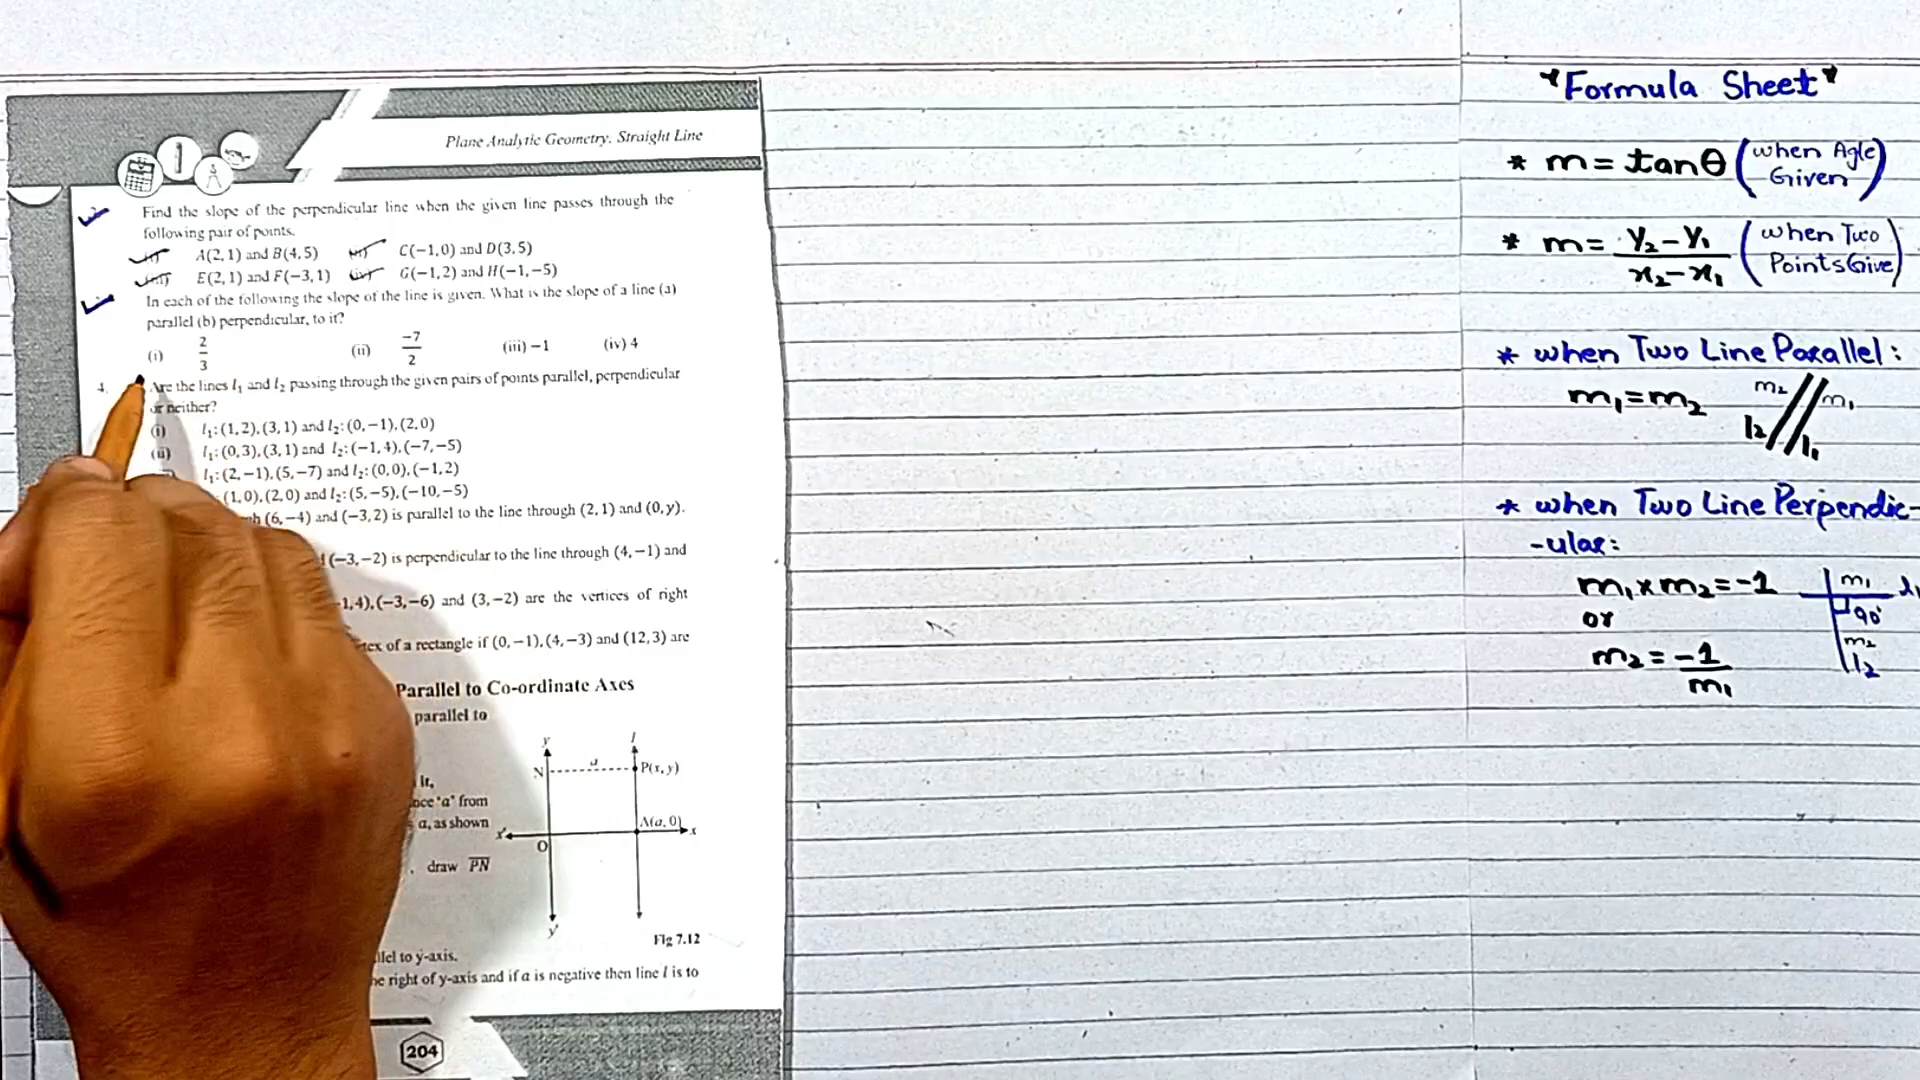 Plane Analytic Geometry. Straight Line
Find the slope of the perpendicular line when the given line passes through the
following pair of points.
A(2, 1) and B(4, 5) C(−1, 0) and D(3, 5)
E(2, 1) and F(−3, 1) G(−1, 2) and H(−1, −5)
In each of the following the slope of the line is given. What is the slope of a line (a)
parallel (b) perpendicular, to it?
(i) 2/3 (ii) −7/2 (iii) −1 (iv) 4
4. Are the lines l₁ and l₂ passing through the given pairs of points parallel, perpendicular
or neither?
(i) l₁: (1, 2), (3, 1) and l₂: (0, −1), (2, 0)
(ii) l₁: (0, 3), (3, 1) and l₂: (−1, 4), (−7, −5)
l₁: (2, −1), (5, −7) and l₂: (0, 0), (−1, 2)
(1, 0), (2, 0) and l₂: (5, −5), (−10, −5)
(6, −4) and (−3, 2) is parallel to the line through (2, 1) and (0, y).
(−3, −2) is perpendicular to the line through (4, −1) and
1, 4), (−3, −6) and (3, −2) are the vertices of right
of a rectangle if (0, −1), (4, −3) and (12, 3) are
Parallel to Co-ordinate Axes
parallel to
it,
'a' from
a, as shown
draw PN
y l
N a P(x, y)
A(a, 0)
x′ x
O
y′
Fig 7.12
to y-axis.
right of y-axis and if a is negative then line l is to
204
"Formula Sheet"
* m = tanθ (when Agle
Given)
* m = y₂ − y₁ / x₂ − x₁ (when Two
Points Give)
* when Two Line Parallel:
m₁ = m₂ m₂ m₁
l₂ l₁
* when Two Line Perpendic-
-ular:
m₁ × m₂ = −1 m₁ l₁
or 90°
m₂
m₂ = −1/m₁ l₂